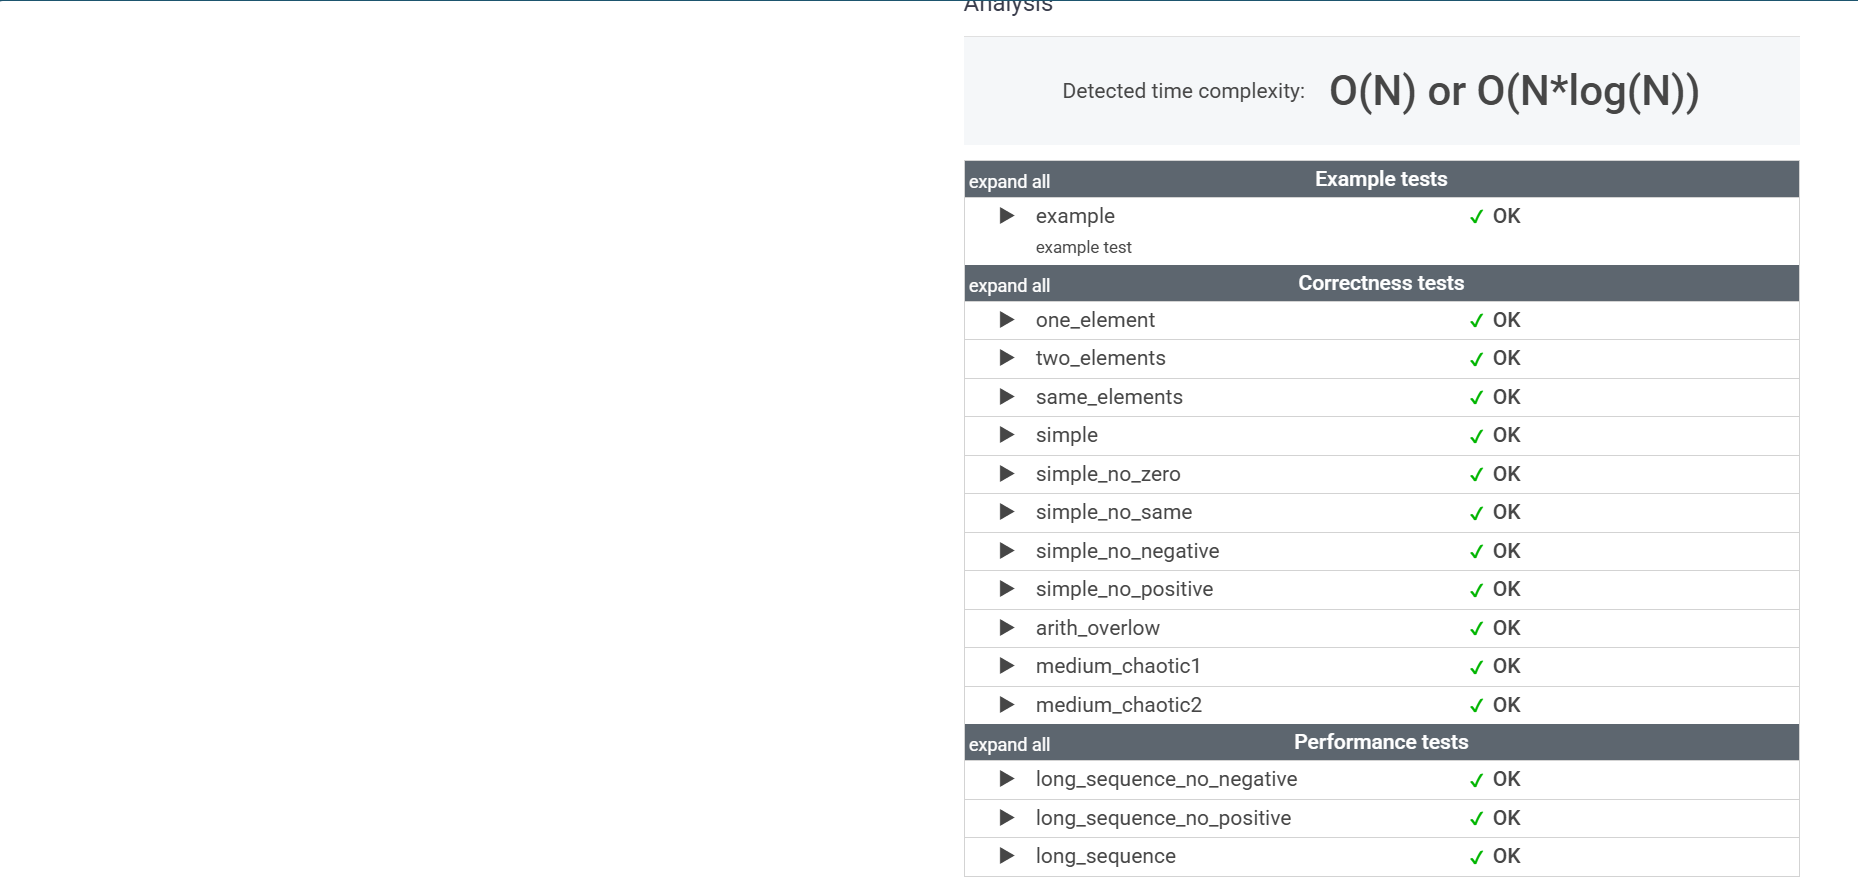 Analysis
Detected time complexity: O(N) or O(N*log(N))
expand all Example tests
example ✓ OK
example test
expand all Correctness tests
one_element ✓ OK
two_elements ✓ OK
same_elements ✓ OK
simple ✓ OK
simple_no_zero ✓ OK
simple_no_same ✓ OK
simple_no_negative ✓ OK
simple_no_positive ✓ OK
arith_overlow ✓ OK
medium_chaotic1 ✓ OK
medium_chaotic2 ✓ OK
expand all Performance tests
long_sequence_no_negative ✓ OK
long_sequence_no_positive ✓ OK
long_sequence ✓ OK